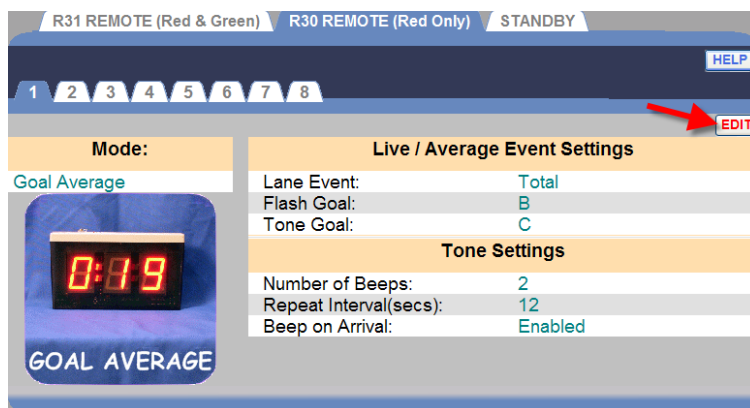 R31 REMOTE (Red & Green) R30 REMOTE (Red Only) STANDBY
HELP
1 2 3 4 5 6 7 8
EDIT
Mode: Live / Average Event Settings
Goal Average Lane Event: Total
Flash Goal: B
Tone Goal: C
Tone Settings
0:19 Number of Beeps: 2
Repeat Interval(secs): 12
Beep on Arrival: Enabled
GOAL AVERAGE